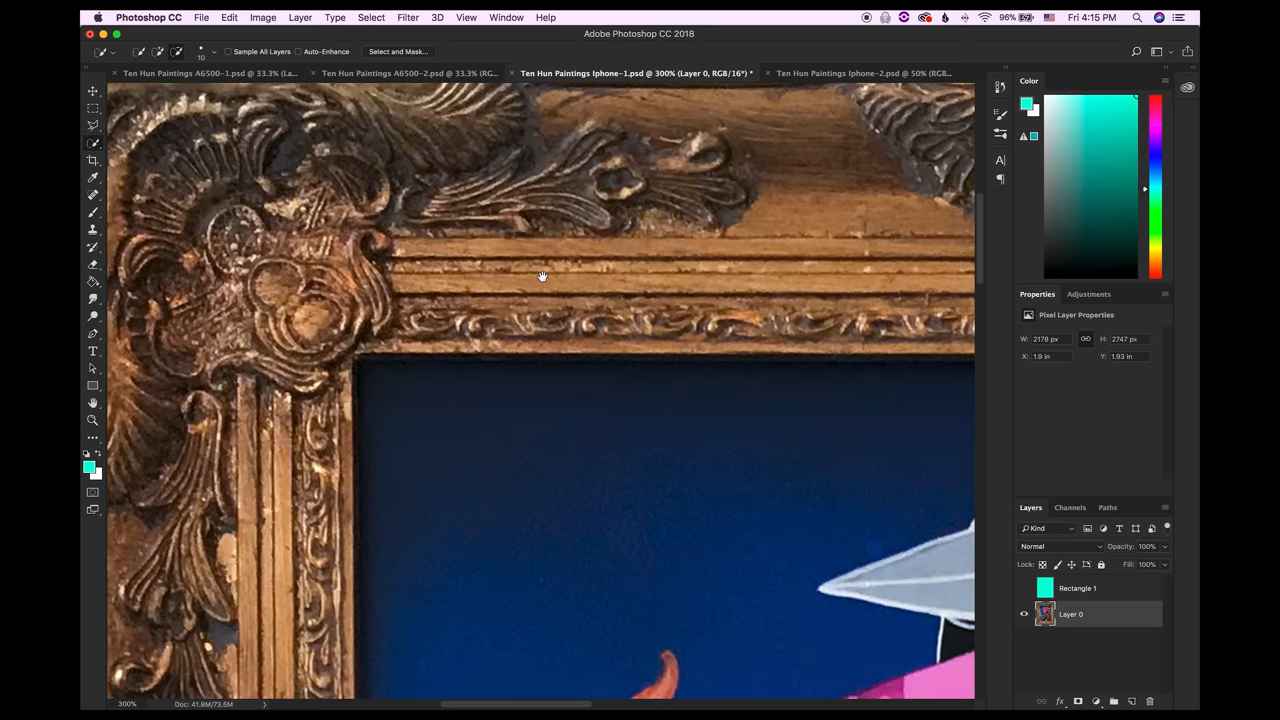 Photoshop CC File Edit Image Layer Type Select Filter 3D View Window Help 96% Fri 4:15 PM
Adobe Photoshop CC 2018
10 Sample All Layers Auto-Enhance Select and Mask...
Ten Hun Paintings A6500-1.psd @ 33.3% (La... Ten Hun Paintings A6500-2.psd @ 33.3% (RG... Ten Hun Paintings Iphone-1.psd @ 300% (Layer 0, RGB/16*) * Ten Hun Paintings Iphone-2.psd @ 50% (RGB...
Color
Properties Adjustments
Pixel Layer Properties
W: 2178 px H: 2747 px
X: 1.9 in Y: 1.93 in
Layers Channels Paths
Kind
Normal Opacity: 100%
Lock: Fill: 100%
Rectangle 1
Layer 0
300% Doc: 41.8M/73.5M